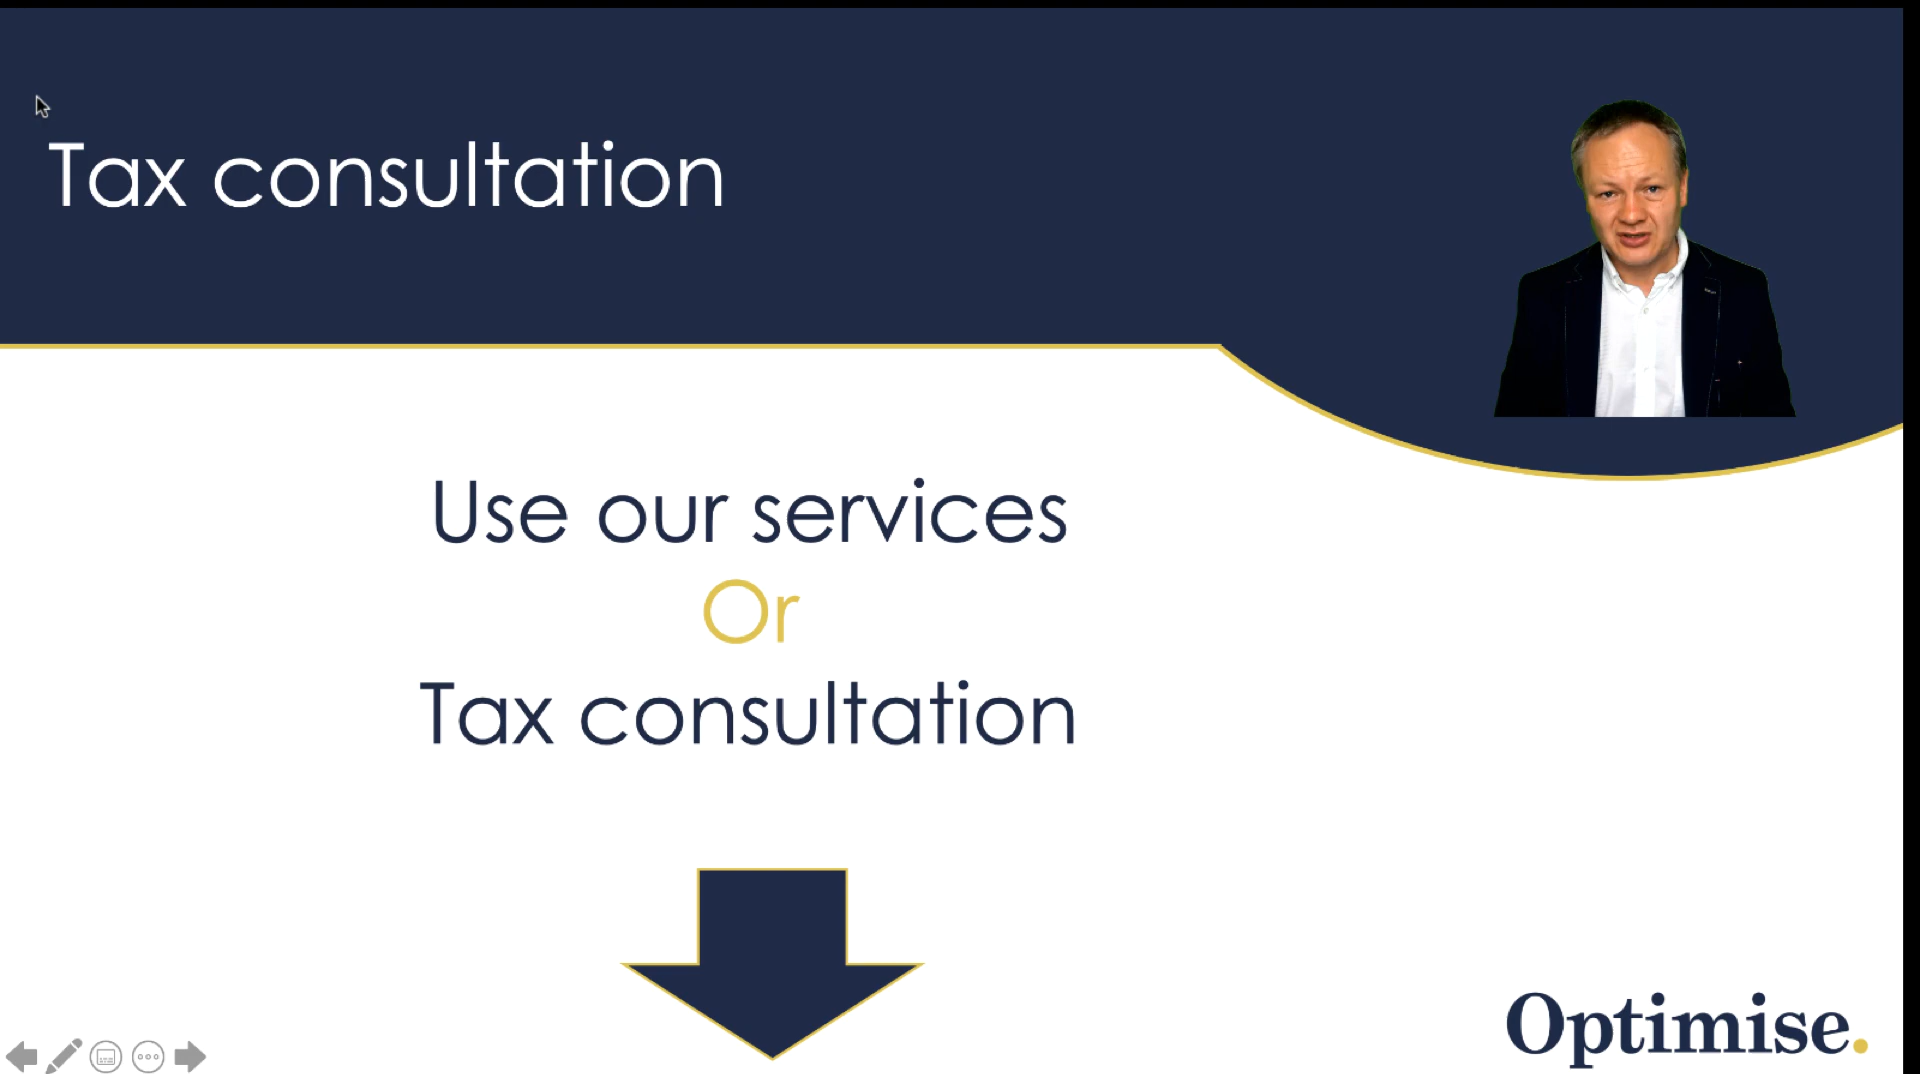 Tax consultation
Use our services
Or
Tax consultation
Optimise.